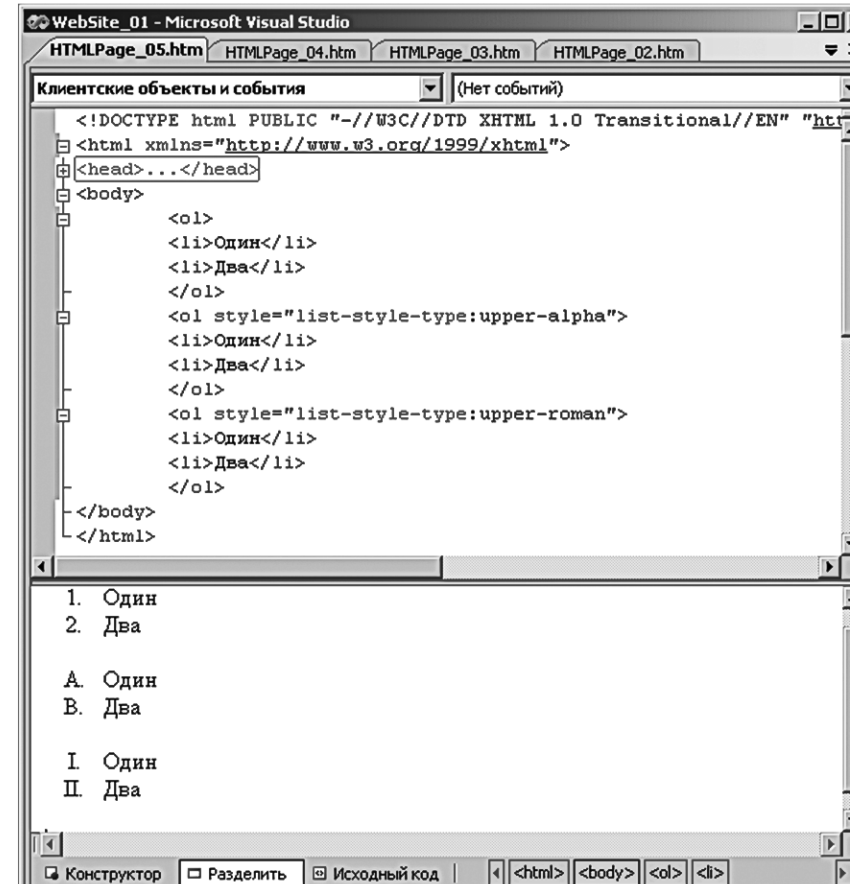 WebSite_01 - Microsoft Visual Studio
HTMLPage_05.htm HTMLPage_04.htm HTMLPage_03.htm HTMLPage_02.htm
Клиентские объекты и события (Нет событий)
<!DOCTYPE html PUBLIC "-//W3C//DTD XHTML 1.0 Transitional//EN" "htt
<html xmlns="http://www.w3.org/1999/xhtml">
<head>...</head>
<body>
<ol>
<li>Один</li>
<li>Два</li>
</ol>
<ol style="list-style-type:upper-alpha">
<li>Один</li>
<li>Два</li>
</ol>
<ol style="list-style-type:upper-roman">
<li>Один</li>
<li>Два</li>
</ol>
</body>
</html>
1. Один
2. Два
A. Один
B. Два
I. Один
II. Два
Конструктор Разделить Исходный код <html> <body> <ol> <li>